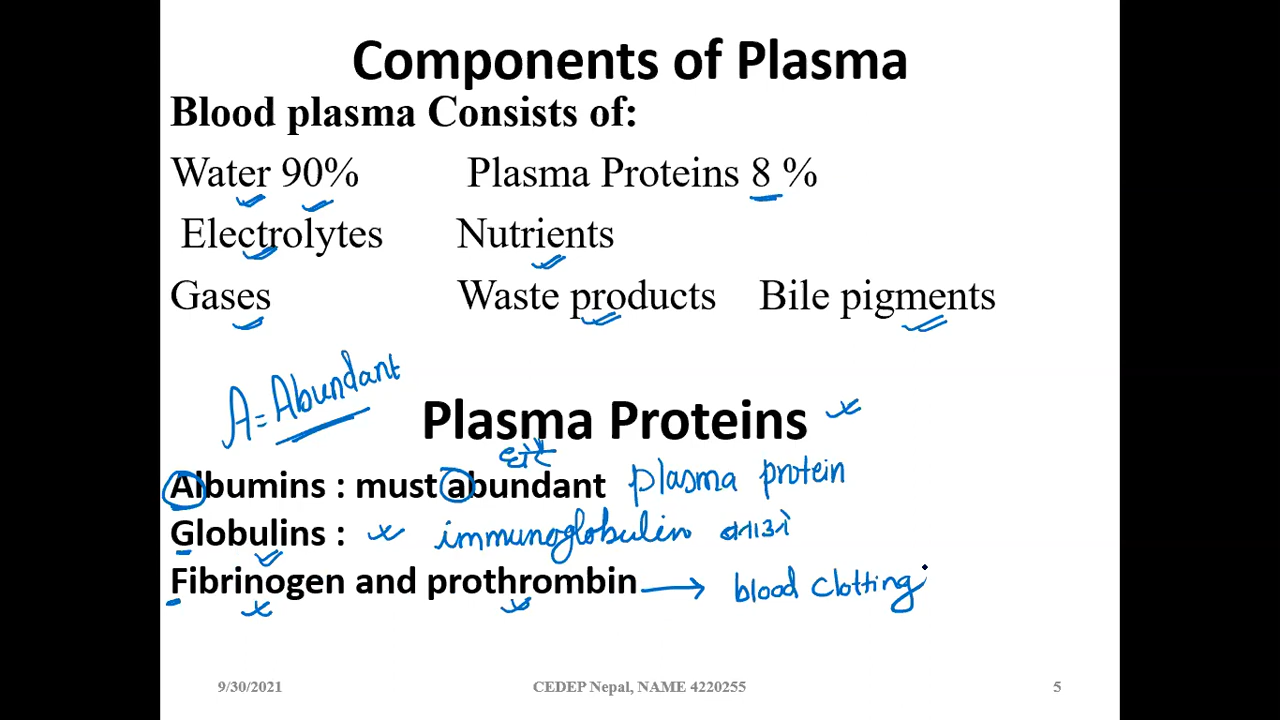 Components of Plasma
Blood plasma Consists of:
Water 90% Plasma Proteins 8 %
Electrolytes Nutrients
Gases Waste products Bile pigments
A = Abundant
Plasma Proteins
Albumins : must abundant plasma protein
Globulins : immunoglobulin
Fibrinogen and prothrombin → blood clotting
9/30/2021 CEDEP Nepal, NAME 4220255 5